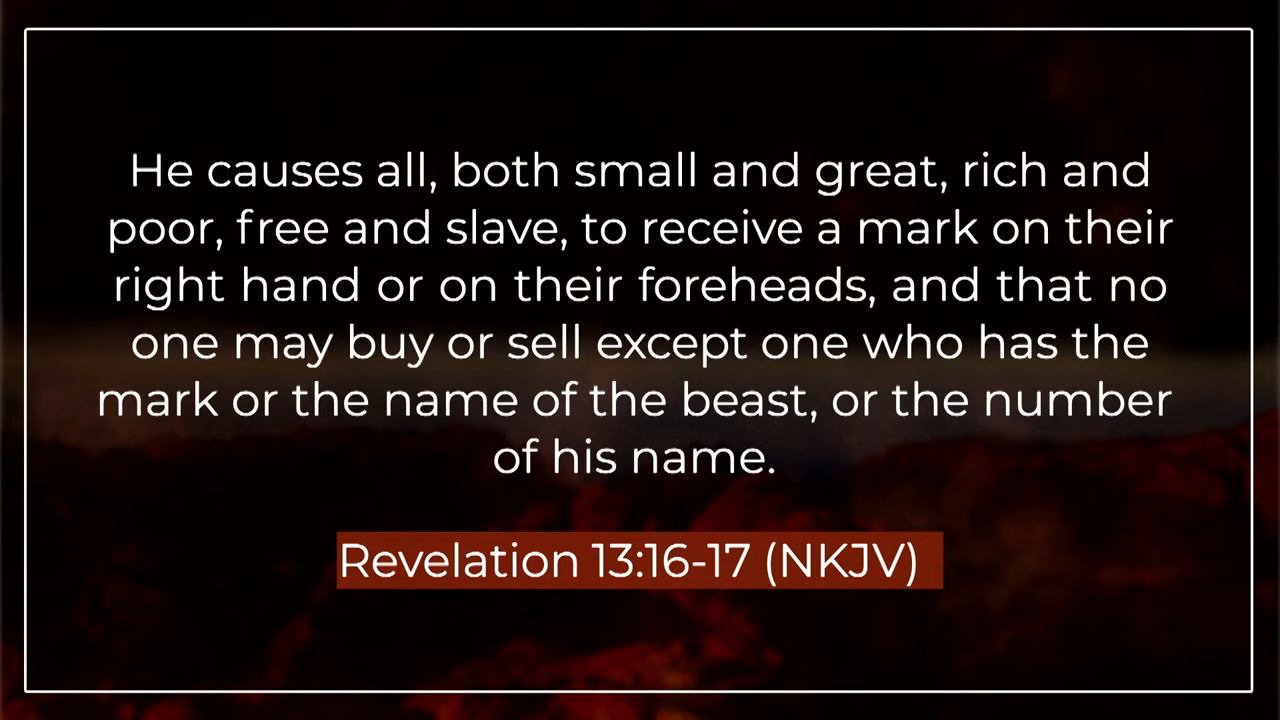 He causes all, both small and great, rich and
poor, free and slave, to receive a mark on their
right hand or on their foreheads, and that no
one may buy or sell except one who has the
mark or the name of the beast, or the number
of his name.
Revelation 13:16-17 (NKJV)